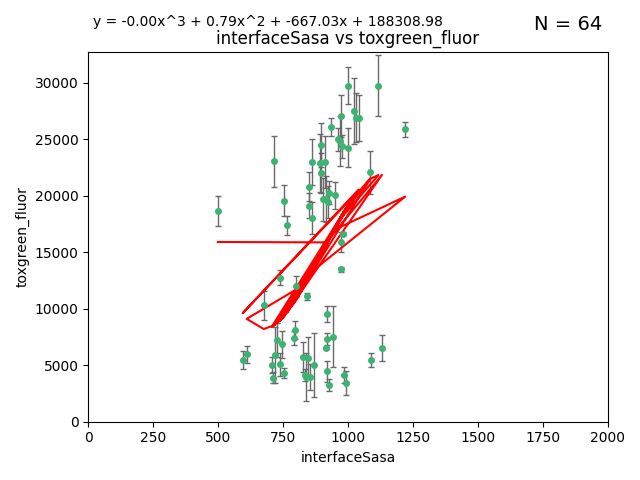 y = -0.00x^3 + 0.79x^2 + -667.03x + 188308.98
N = 64
interfaceSasa vs toxgreen_fluor
30000
25000
20000
15000
10000
5000
0
toxgreen_fluor
0 250 500 750 1000 1250 1500 1750 2000
interfaceSasa